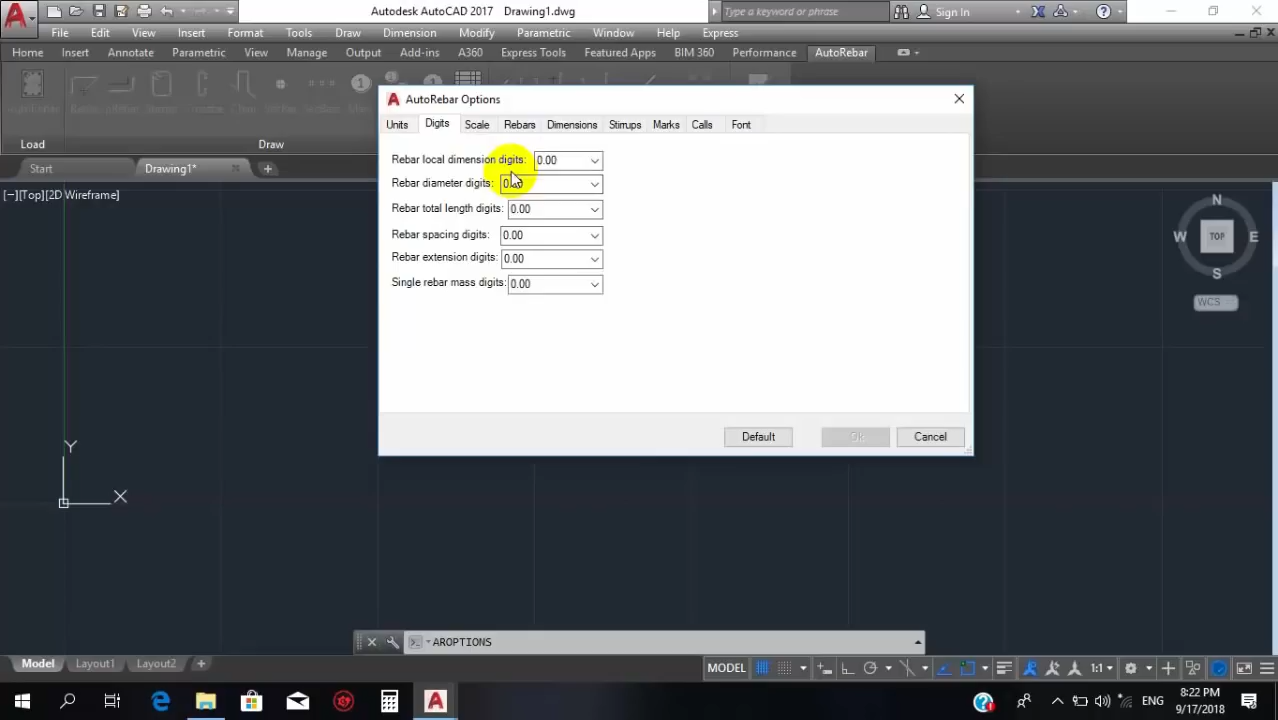 Autodesk AutoCAD 2017 Drawing1.dwg
Type a keyword or phrase
Sign In
File Edit View Insert Format Tools Draw Dimension Modify Parametric Window Help Express
Home Insert Annotate Parametric View Manage Output Add-ins A360 Express Tools Featured Apps BIM 360 Performance AutoRebar
Load
Draw
AutoRebar Options
Units Digits Scale Rebars Dimensions Stirrups Marks Calls Font
Start
Drawing1*
[−][Top][2D Wireframe]
Rebar local dimension digits: 0.00
Rebar diameter digits:
Rebar total length digits: 0.00
Rebar spacing digits: 0.00
Rebar extension digits: 0.00
Single rebar mass digits: 0.00
Default Ok Cancel
N
W TOP E
S
WCS
Y
X
AROPTIONS
Model Layout1 Layout2
MODEL
1:1
ENG
8:22 PM
9/17/2018